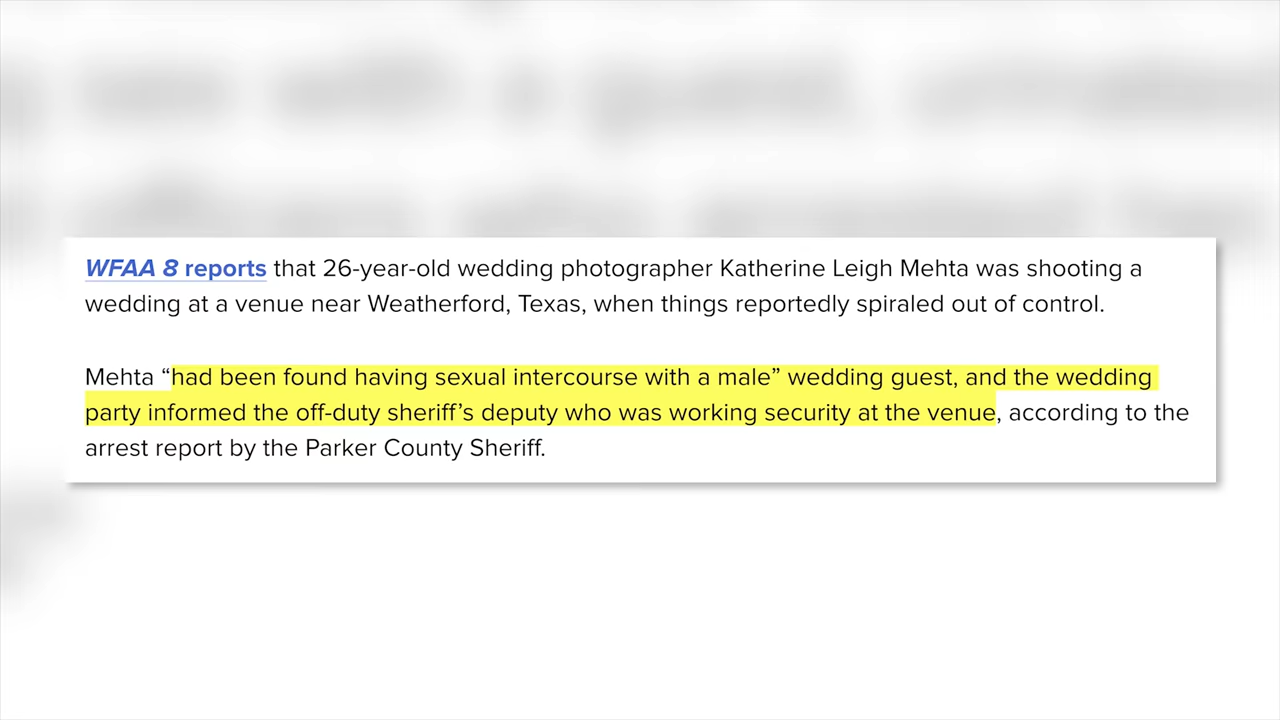 WFAA 8 reports that 26-year-old wedding photographer Katherine Leigh Mehta was shooting a
wedding at a venue near Weatherford, Texas, when things reportedly spiraled out of control.
Mehta “had been found having sexual intercourse with a male” wedding guest, and the wedding
party informed the off-duty sheriff’s deputy who was working security at the venue, according to the
arrest report by the Parker County Sheriff.